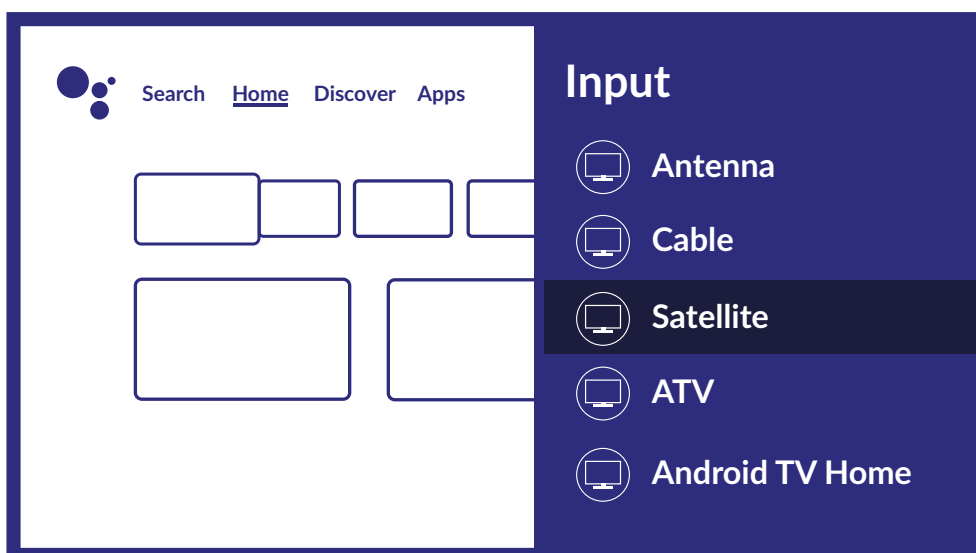 Search Home Discover Apps
Input
Antenna
Cable
Satellite
ATV
Android TV Home